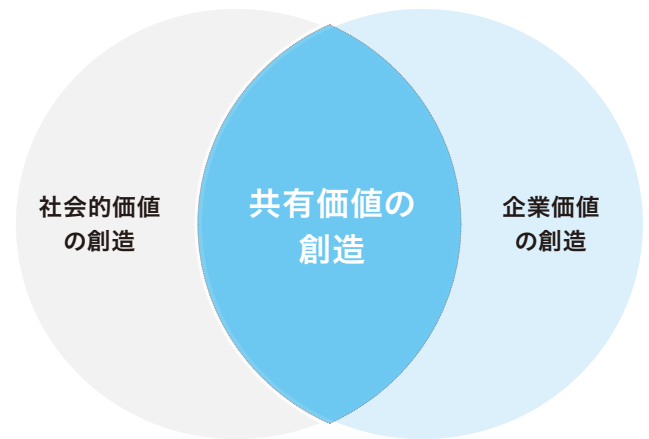 社会的価値
の創造
共有価値の
創造
企業価値
の創造